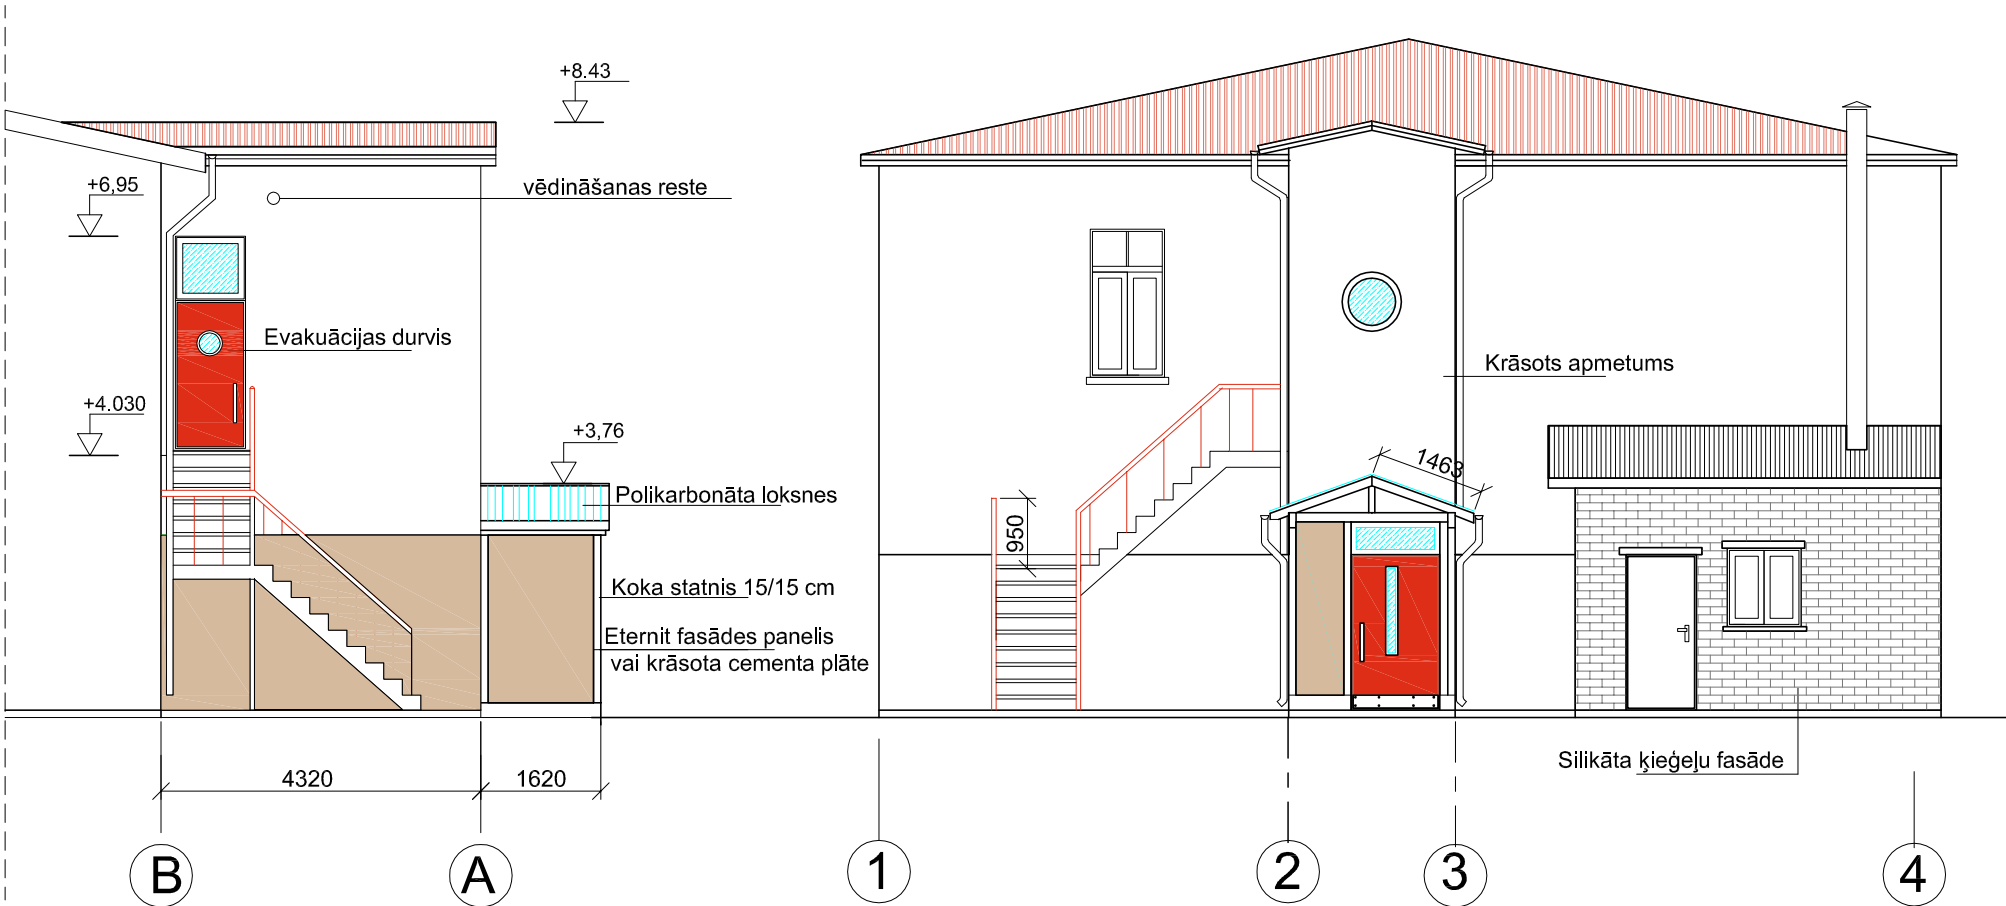 +8.43
+6,95
vēdināšanas reste
Evakuācijas durvis
+4.030
+3,76
Polikarbonāta loksnes
Koka statnis 15/15 cm
Eternit fasādes panelis
vai krāsota cementa plāte
4320
1620
B
A
Krāsots apmetums
1463
950
Silikāta ķieģeļu fasāde
1
2
3
4